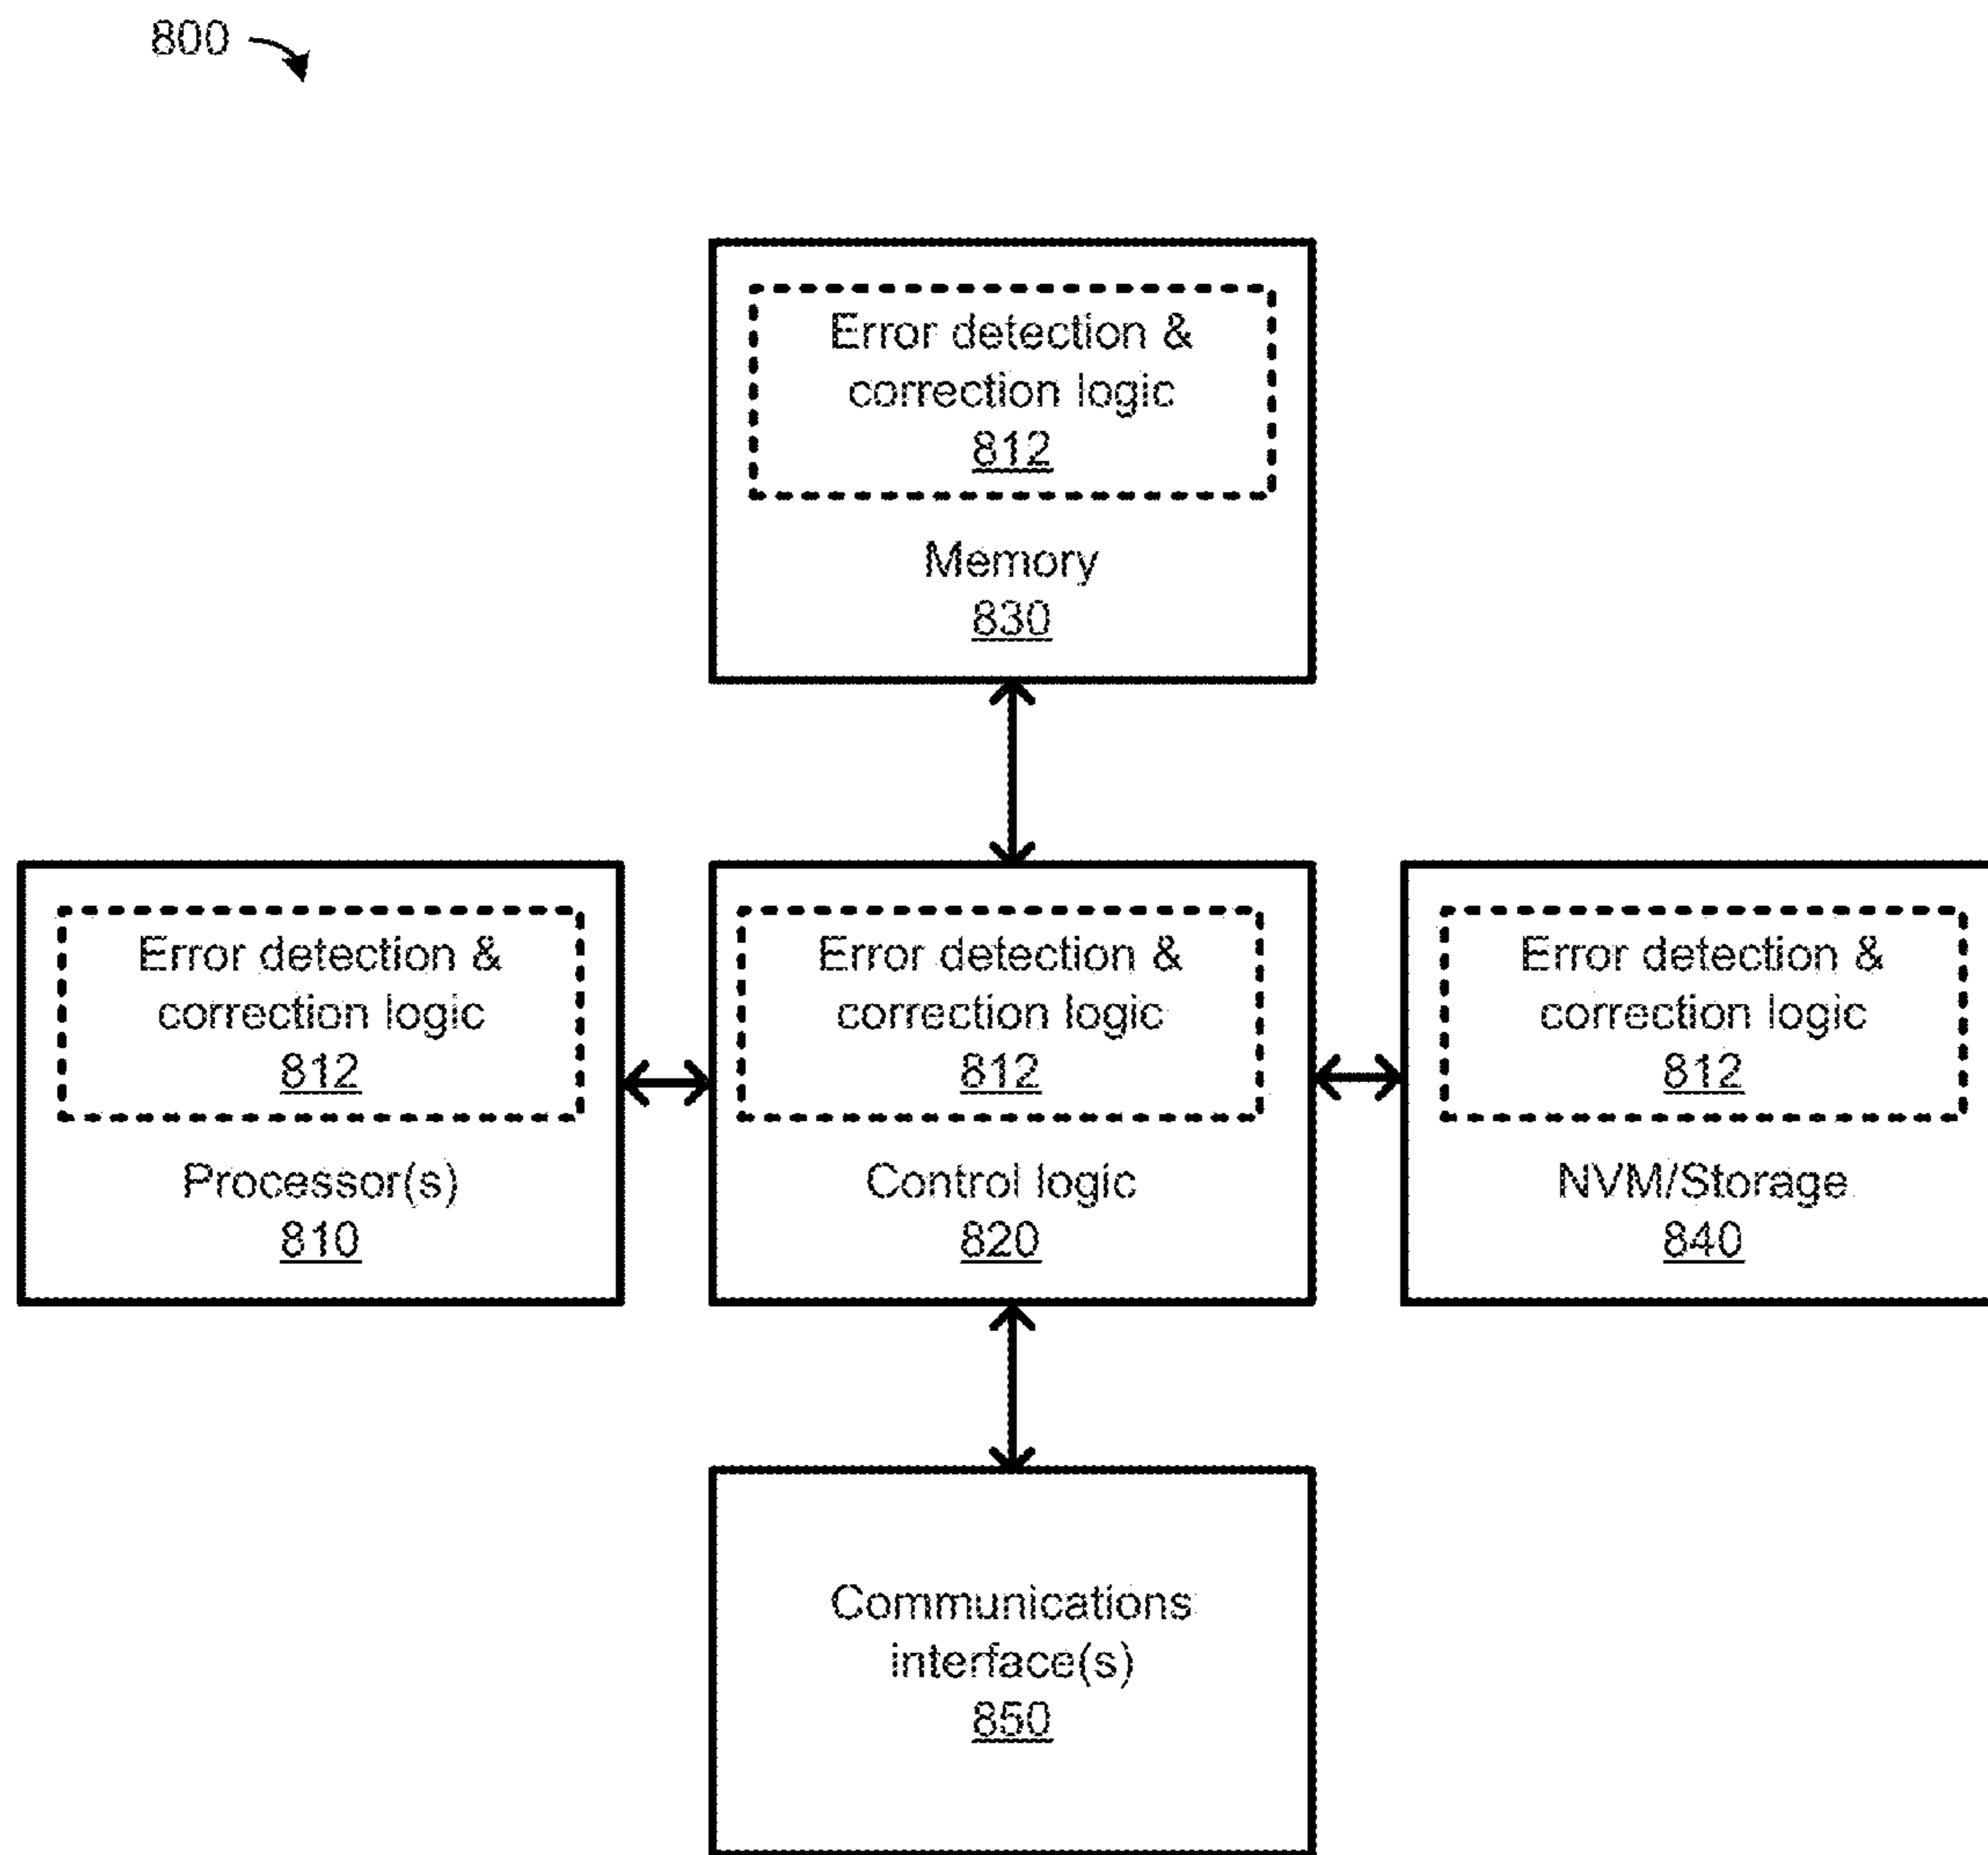 800
Error detection &
correction logic
812
Memory
830
Error detection &
correction logic
812
Processor(s)
810
Error detection &
correction logic
812
Control logic
820
Error detection &
correction logic
812
NVM/Storage
840
Communications
interface(s)
850